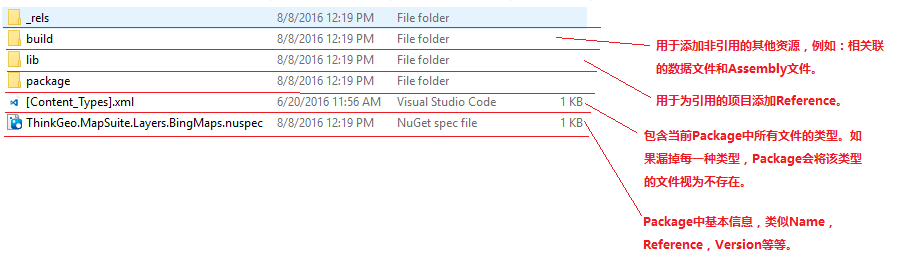 _rels 8/8/2016 12:19 PM File folder
build 8/8/2016 12:19 PM File folder
lib 8/8/2016 12:19 PM File folder
package 8/8/2016 12:19 PM File folder
[Content_Types].xml 6/20/2016 11:56 AM Visual Studio Code 1 KB
ThinkGeo.MapSuite.Layers.BingMaps.nuspec 8/8/2016 12:19 PM NuGet spec file 1 KB
用于添加非引用的其他资源，例如：相关联
的数据文件和Assembly文件。
用于为引用的项目添加Reference。
包含当前Package中所有文件的类型。如
果漏掉每一种类型，Package会将该类型
的文件视为不存在。
Package中基本信息，类似Name，
Reference，Version等等。